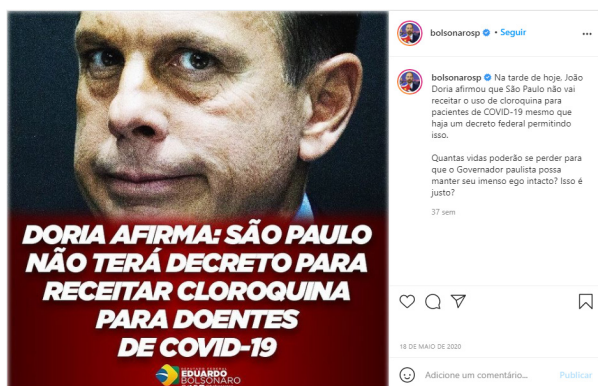 DORIA AFIRMA: SÃO PAULO
NÃO TERÁ DECRETO PARA
RECEITAR CLOROQUINA
PARA DOENTES
DE COVID-19
DEPUTADO FEDERAL
EDUARDO
BOLSONARO
bolsonarosp • Seguir
bolsonarosp Na tarde de hoje, João
Doria afirmou que São Paulo não vai
receitar o uso de cloroquina para
pacientes de COVID-19 mesmo que
haja um decreto federal permitindo
isso.
Quantas vidas poderão se perder para
que o Governador paulista possa
manter seu imenso ego intacto? Isso é
justo?
37 sem
18 DE MAIO DE 2020
Adicione um comentário... Publicar